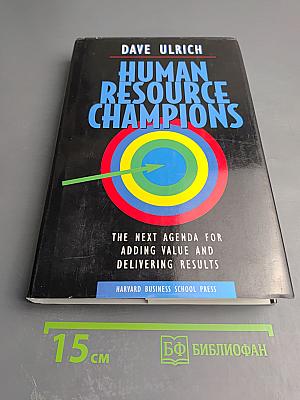 DAVE ULRICH
HUMAN
RESOURCE
CHAMPIONS
THE NEXT AGENDA FOR
ADDING VALUE AND
DELIVERING RESULTS
HARVARD BUSINESS SCHOOL PRESS
15 см
БФ БИБЛИОФАН